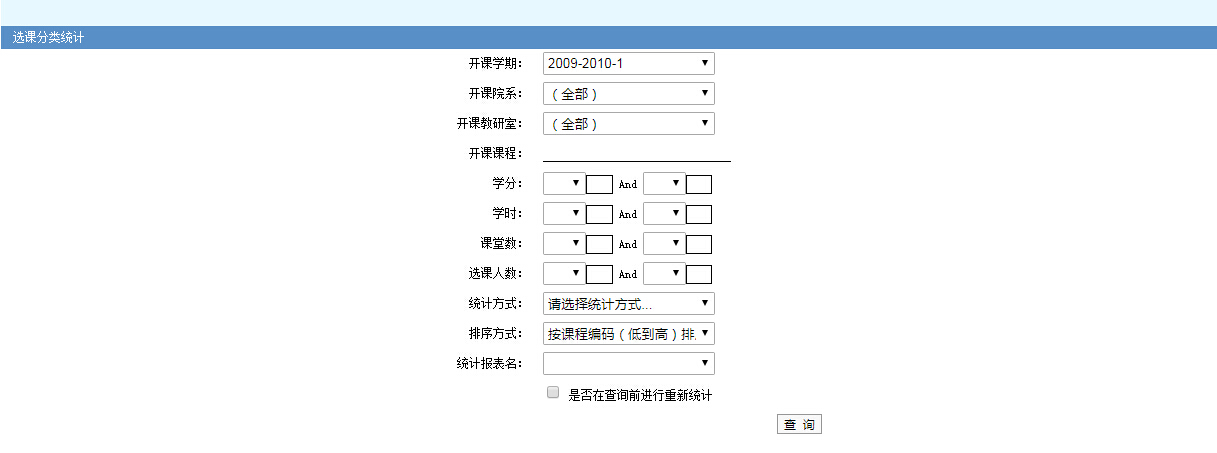 选课分类统计
开课学期： 2009-2010-1
开课院系： （全部）
开课教研室： （全部）
开课课程：
学分： And
学时： And
课堂数： And
选课人数： And
统计方式： 请选择统计方式...
排序方式： 按课程编码（低到高）排.
统计报表名：
是否在查询前进行重新统计
查 询